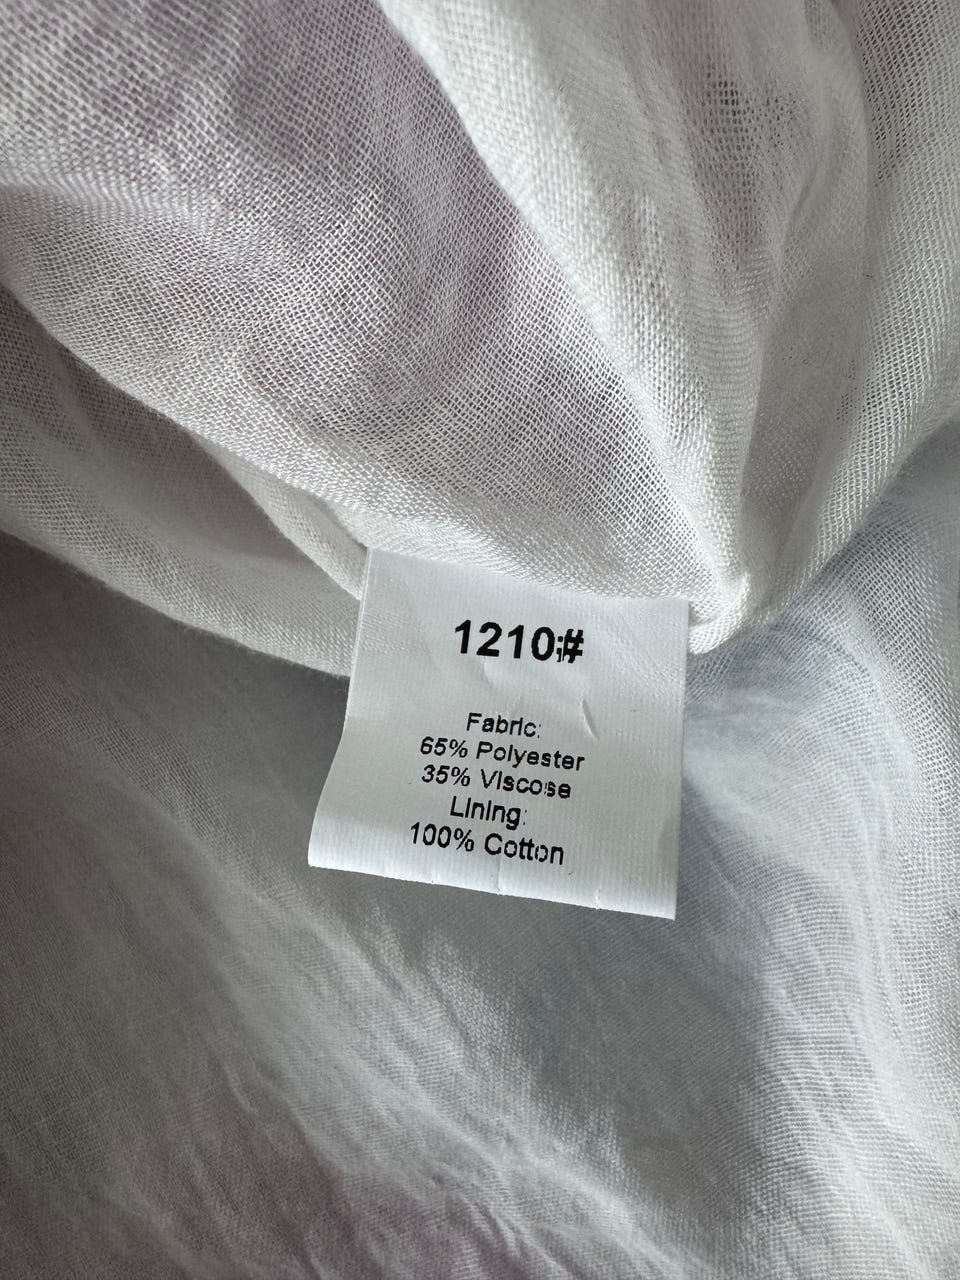 1210#
Fabric:
65% Polyester
35% Viscose
Lining:
100% Cotton